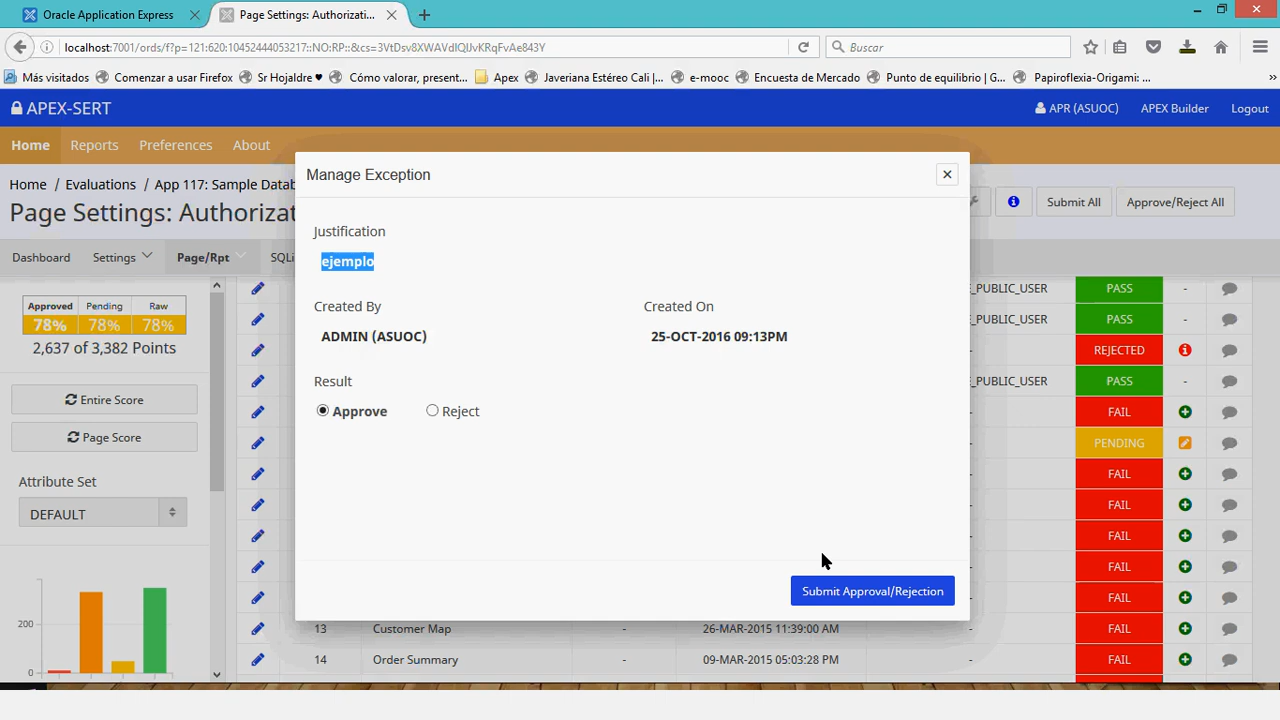 Oracle Application Express
Page Settings: Authorizati...
localhost:7001/ords/f?p=121:620:10452444053217::NO:RP::&cs=3VtDsv8XWAVdIQIJvKRqFvAe843Y
Buscar
Más visitados
Comenzar a usar Firefox
Sr Hojaldre ♥
Cómo valorar, present...
Apex
Javeriana Estéreo Cali |...
e-mooc
Encuesta de Mercado
Punto de equilibrio | G...
Papiroflexia-Origami: ...
»
APEX-SERT
APR (ASUOC)
APEX Builder
Logout
Home
Reports
Preferences
About
Home / Evaluations / App 117: Sample Datab
Page Settings: Authorizat
Submit All
Approve/Reject All
Dashboard
Settings
Page/Rpt
SQLi
Approved
Pending
Raw
78%
78%
78%
2,637 of 3,382 Points
Entire Score
Page Score
Attribute Set
DEFAULT
200
0
Manage Exception
Justification
ejemplo
Created By
Created On
ADMIN (ASUOC)
25-OCT-2016 09:13PM
Result
Approve
Reject
Submit Approval/Rejection
E_PUBLIC_USER PASS -
E_PUBLIC_USER PASS -
- REJECTED
E_PUBLIC_USER PASS -
- FAIL
- PENDING
- FAIL
- FAIL
- FAIL
- FAIL
- FAIL
13 Customer Map - 26-MAR-2015 11:39:00 AM - FAIL
14 Order Summary - 09-MAR-2015 05:03:28 PM - FAIL